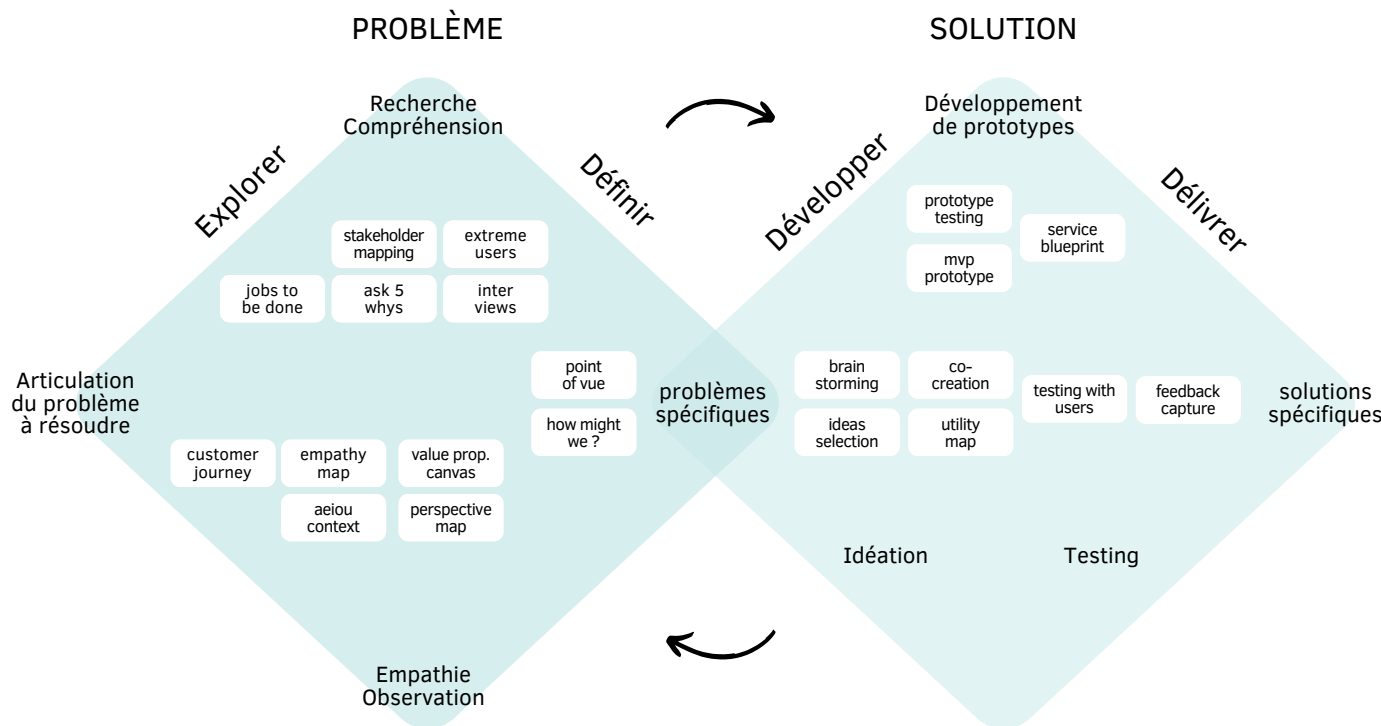 PROBLÈME
SOLUTION
Recherche
Compréhension
Explorer
Définir
stakeholder
mapping
extreme
users
jobs to
be done
ask 5
whys
inter
views
Articulation
du problème
à résoudre
point
of vue
how might
we ?
problèmes
spécifiques
customer
journey
empathy
map
value prop.
canvas
aeiou
context
perspective
map
Empathie
Observation
Développement
de prototypes
Développer
Délivrer
prototype
testing
service
blueprint
mvp
prototype
brain
storming
co-
creation
ideas
selection
utility
map
testing with
users
feedback
capture
solutions
spécifiques
Idéation
Testing